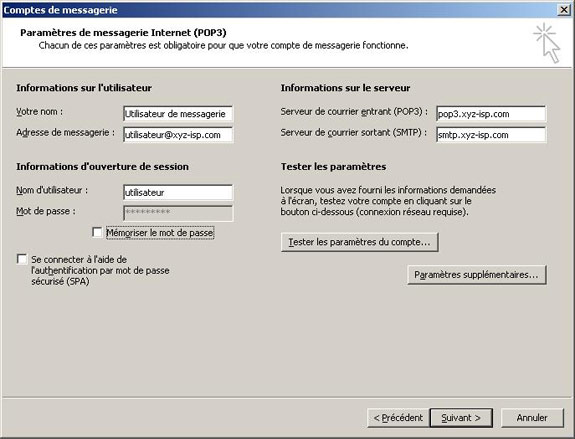 Comptes de messagerie
Paramètres de messagerie Internet (POP3)
Chacun de ces paramètres est obligatoire pour que votre compte de messagerie fonctionne.
Informations sur l'utilisateur
Votre nom : Utilisateur de messagerie
Adresse de messagerie : utilisateur@xyz-isp.com
Informations sur le serveur
Serveur de courrier entrant (POP3) : pop3.xyz-isp.com
Serveur de courrier sortant (SMTP) : smtp.xyz-isp.com
Informations d'ouverture de session
Nom d'utilisateur : utilisateur
Mot de passe : *********
Mémoriser le mot de passe
Se connecter à l'aide de
l'authentification par mot de passe
sécurisé (SPA)
Tester les paramètres
Lorsque vous avez fourni les informations demandées
à l'écran, testez votre compte en cliquant sur le
bouton ci-dessous (connexion réseau requise).
Tester les paramètres du compte...
Paramètres supplémentaires...
< Précédent
Suivant >
Annuler